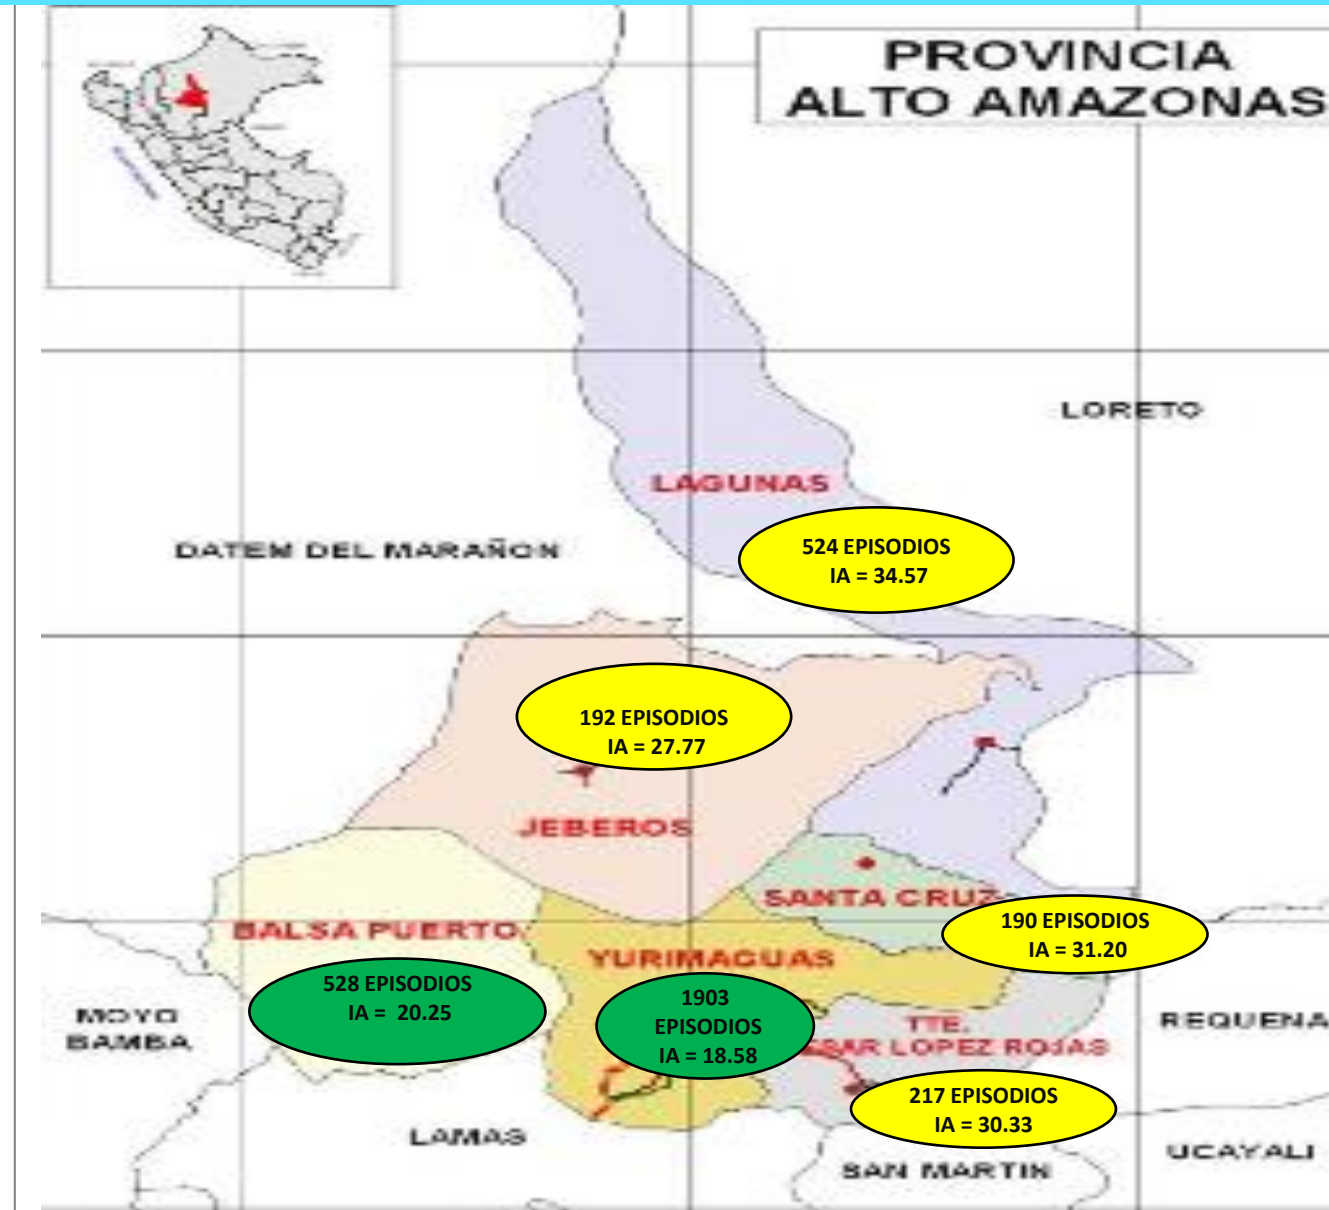 PROVINCIA
ALTO AMAZONAS
LORETO
LAGUNAS
524 EPISODIOS
IA = 34.57
DATEM DEL MARAÑON
192 EPISODIOS
IA = 27.77
JEBEROS
SANTA CRUZ
190 EPISODIOS
IA = 31.20
BALSA PUERTO
YURIMAGUAS
528 EPISODIOS
IA = 20.25
1903
EPISODIOS
IA = 18.58
MOYO
BAMBA
TTE.
ESAR LOPEZ ROJAS
REQUENA
217 EPISODIOS
IA = 30.33
LAMAS
SAN MARTIN
UCAYALI